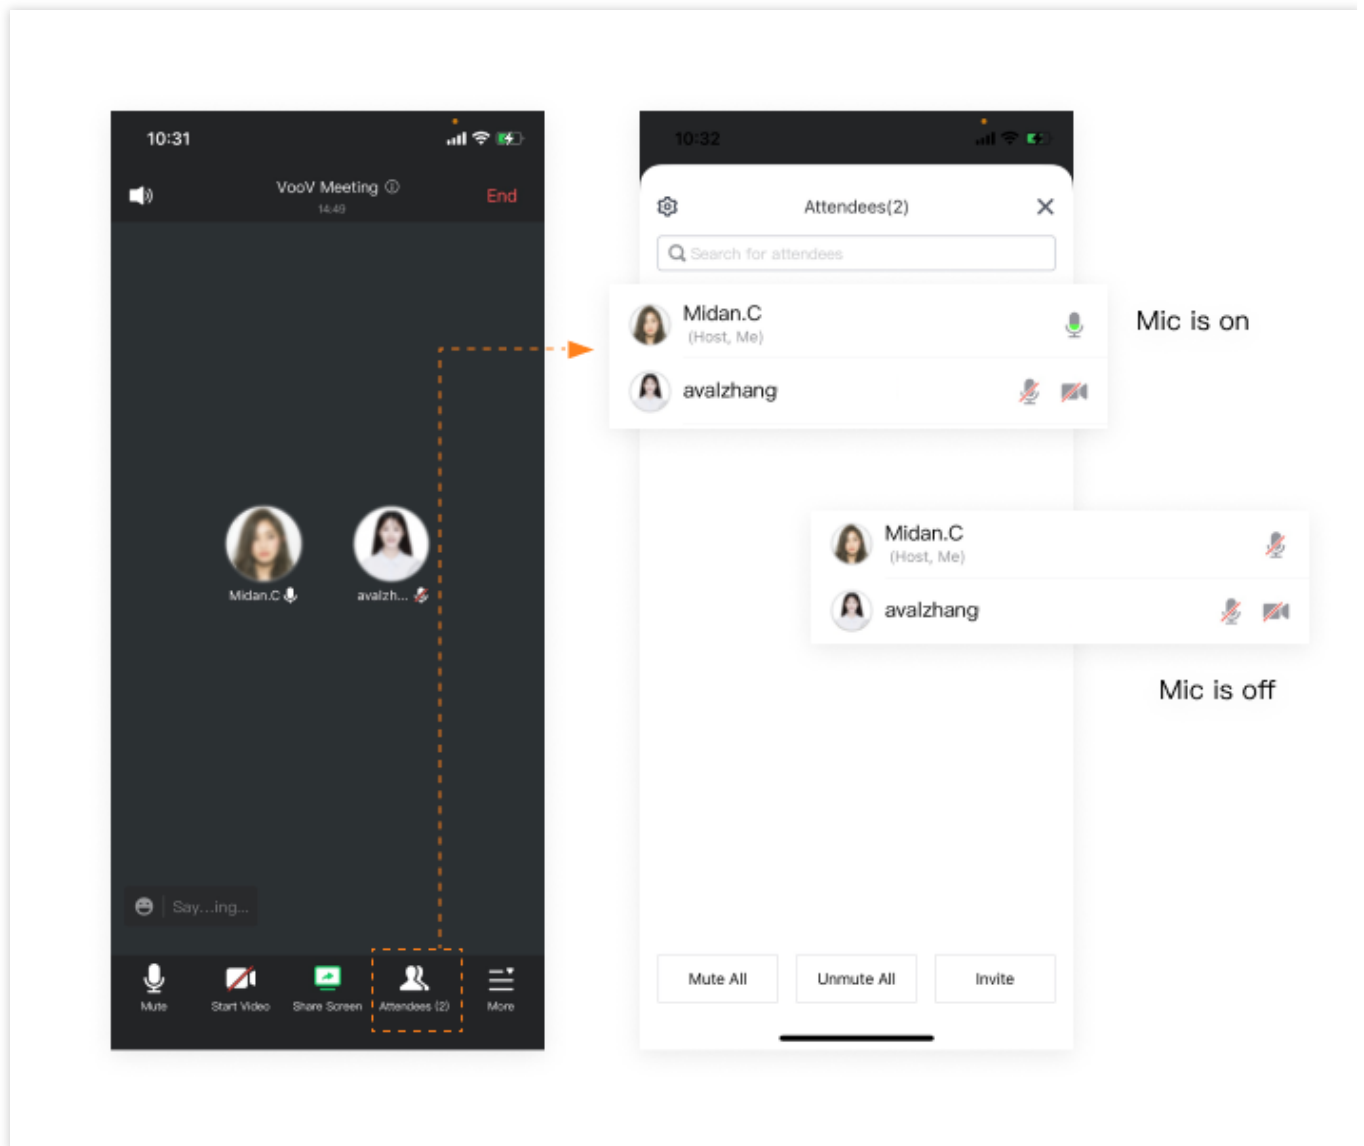 10:31
VooV Meeting
14:49
End
Midan.C
avalzh...
Say...ing...
Mute
Start Video
Share Screen
Attendees (2)
More
10:32
Attendees(2)
Search for attendees
Midan.C
(Host, Me)
avalzhang
Mic is on
Midan.C
(Host, Me)
avalzhang
Mic is off
Mute All
Unmute All
Invite